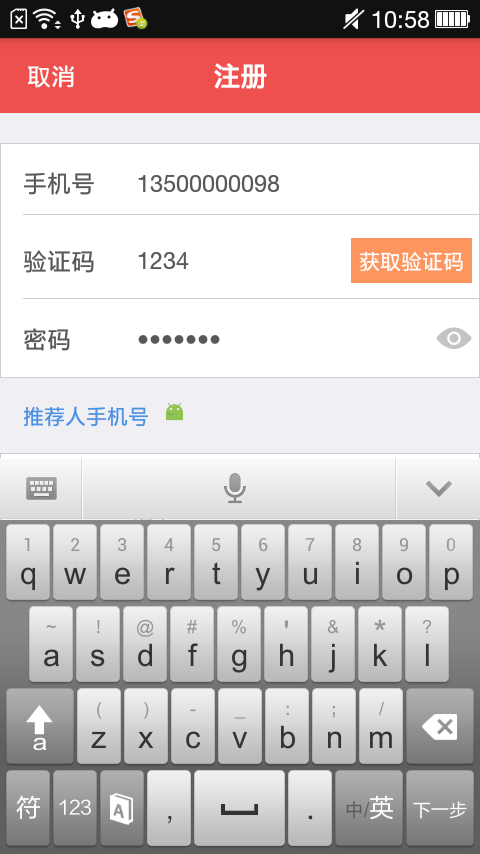 10:58
取消 注册
手机号 13500000098
验证码 1234 获取验证码
密码 •••••••
推荐人手机号
1 2 3 4 5 6 7 8 9 0
q w e r t y u i o p
~ ! @ # % ' & * ?
a s d f g h j k l
( ) - _ : ; /
a z x c v b n m
符 123 A , . 中/英 下一步